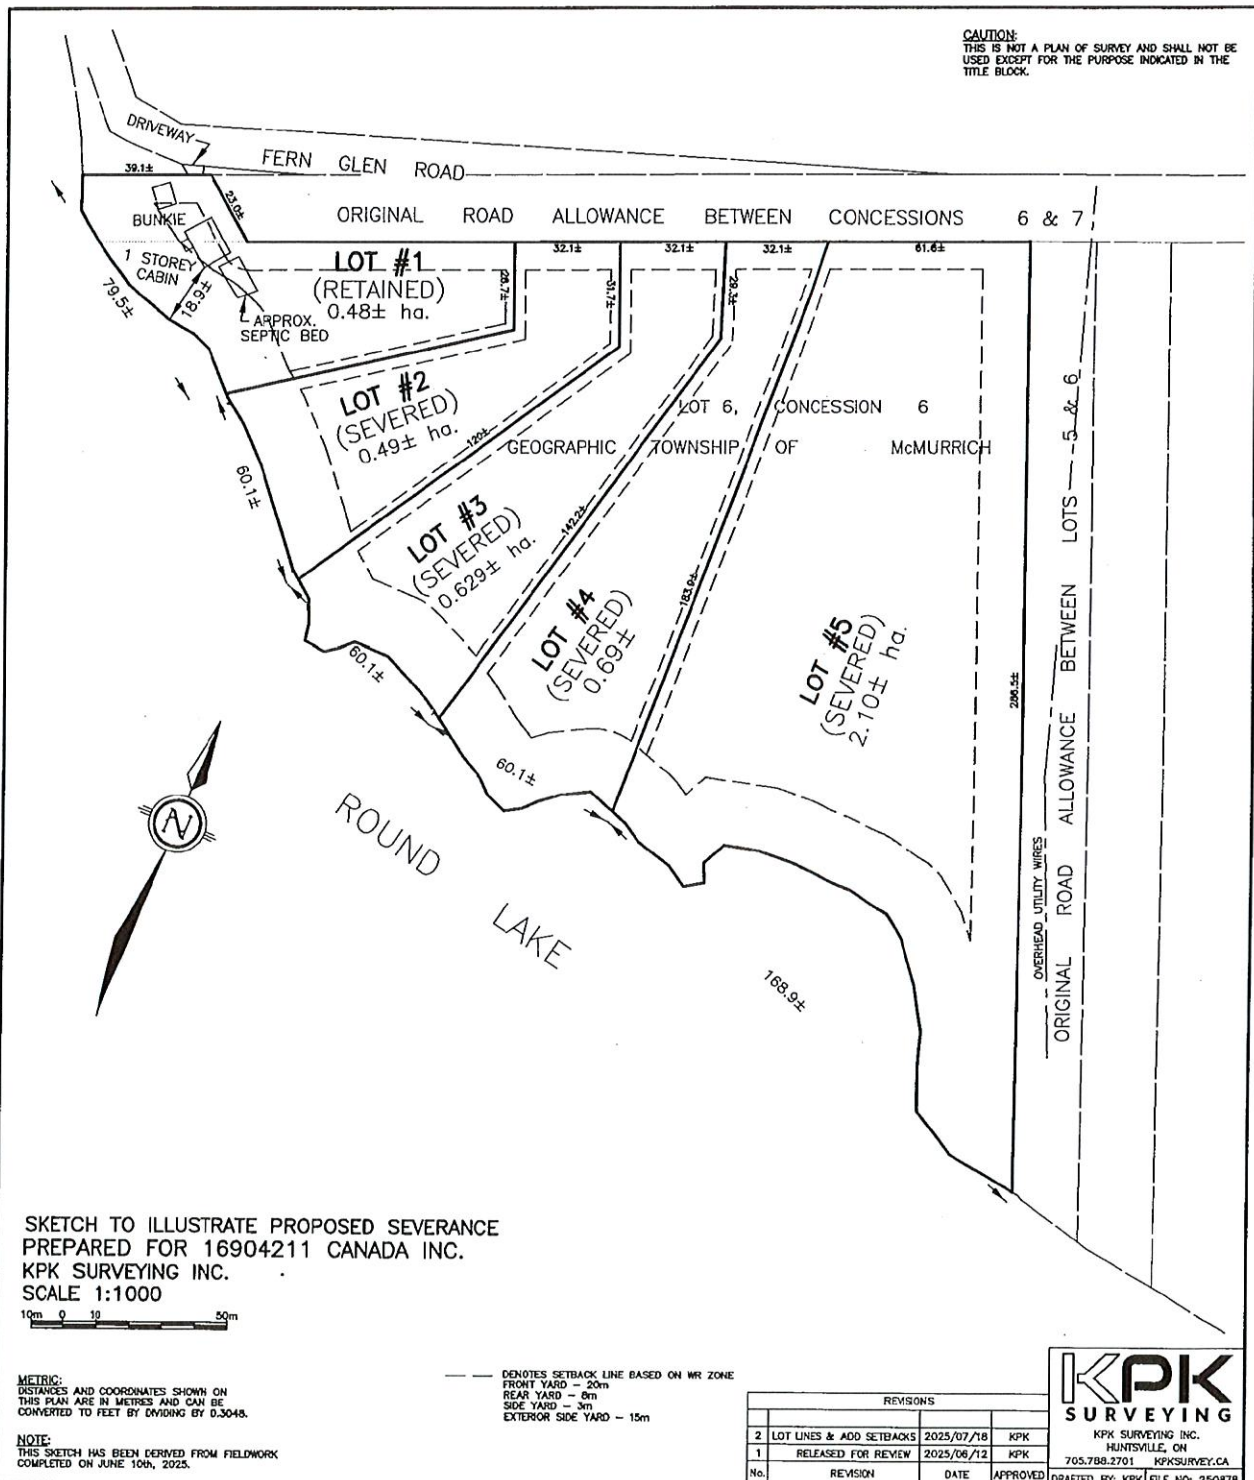 CAUTION:
THIS IS NOT A PLAN OF SURVEY AND SHALL NOT BE
USED EXCEPT FOR THE PURPOSE INDICATED IN THE
TITLE BLOCK.
DRIVEWAY
FERN GLEN ROAD
39.1±
23.0±
ORIGINAL ROAD ALLOWANCE BETWEEN CONCESSIONS 6 & 7
BUNKIE
1 STOREY
CABIN
79.5±
18.9±
APPROX.
SEPTIC BED
LOT #1
(RETAINED)
0.48± ha.
32.1±
32.1±
32.1±
61.6±
31.7±
29.3±
LOT #2
(SEVERED)
0.49± ha.
120±
60.1±
LOT 6, CONCESSION 6
GEOGRAPHIC TOWNSHIP OF McMURRICH
LOT #3
(SEVERED)
0.629± ha.
142.2±
60.1±
LOT #4
(SEVERED)
0.69±
183.9±
60.1±
LOT #5
(SEVERED)
2.10± ha.
286.5±
168.9±
OVERHEAD UTILITY WIRES
ORIGINAL ROAD ALLOWANCE BETWEEN LOTS 5 & 6
N
ROUND
LAKE
SKETCH TO ILLUSTRATE PROPOSED SEVERANCE
PREPARED FOR 16904211 CANADA INC.
KPK SURVEYING INC.
SCALE 1:1000
10m 0 10 50m
METRIC:
DISTANCES AND COORDINATES SHOWN ON
THIS PLAN ARE IN METRES AND CAN BE
CONVERTED TO FEET BY DIVIDING BY 0.3048.
NOTE:
THIS SKETCH HAS BEEN DERIVED FROM FIELDWORK
COMPLETED ON JUNE 10th, 2025.
DENOTES SETBACK LINE BASED ON WR ZONE
FRONT YARD - 20m
REAR YARD - 8m
SIDE YARD - 3m
EXTERIOR SIDE YARD - 15m
REVISIONS
2 LOT LINES & ADD SETBACKS 2025/07/18 KPK
1 RELEASED FOR REVIEW 2025/06/12 KPK
No. REVISION DATE APPROVED
KPK
SURVEYING
KPK SURVEYING INC.
HUNTSVILLE, ON
705.788.2701 KPKSURVEY.CA
DRAFTED BY: KPK FILE NO: 250878